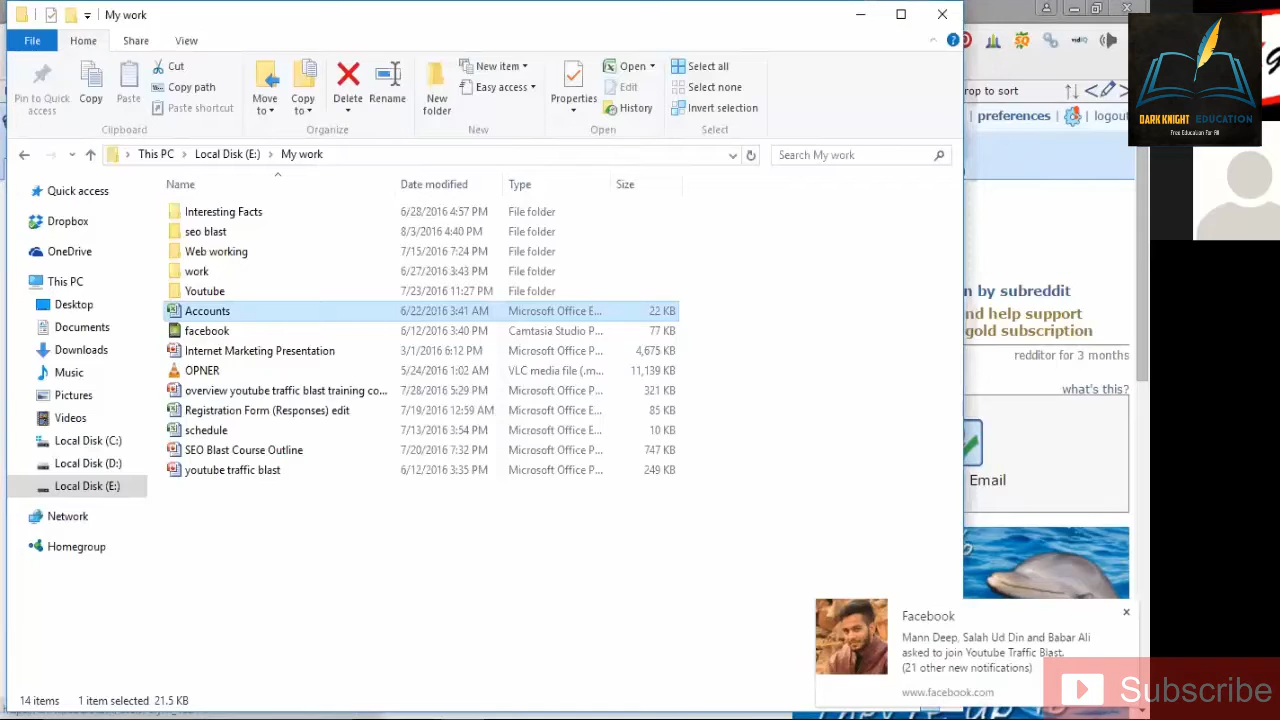 My work
File
Home
Share
View
Pin to Quick access
Copy
Paste
Cut
Copy path
Paste shortcut
Clipboard
Move to
Copy to
Delete
Rename
Organize
New folder
New item
Easy access
New
Properties
Open
Edit
History
Open
Select all
Select none
Invert selection
Select
This PC > Local Disk (E:) > My work
Search My work
Quick access
Dropbox
OneDrive
This PC
Desktop
Documents
Downloads
Music
Pictures
Videos
Local Disk (C:)
Local Disk (D:)
Local Disk (E:)
Network
Homegroup
Name Date modified Type Size
Interesting Facts 6/28/2016 4:57 PM File folder
seo blast 8/3/2016 4:40 PM File folder
Web working 7/15/2016 7:24 PM File folder
work 6/27/2016 3:43 PM File folder
Youtube 7/23/2016 11:27 PM File folder
Accounts 6/22/2016 3:41 AM Microsoft Office E... 22 KB
facebook 6/12/2016 3:40 PM Camtasia Studio P... 77 KB
Internet Marketing Presentation 3/1/2016 6:12 PM Microsoft Office P... 4,675 KB
OPNER 5/24/2016 1:02 AM VLC media file (.m... 11,139 KB
overview youtube traffic blast training co... 7/28/2016 5:29 PM Microsoft Office P... 321 KB
Registration Form (Responses) edit 7/19/2016 12:59 AM Microsoft Office E... 85 KB
schedule 7/13/2016 3:54 PM Microsoft Office E... 10 KB
SEO Blast Course Outline 7/20/2016 7:32 PM Microsoft Office P... 747 KB
youtube traffic blast 6/12/2016 3:35 PM Microsoft Office P... 249 KB
14 items 1 item selected 21.5 KB
SQ
vidIQ
rop to sort
preferences | logout
DARK KNIGHT EDUCATION
Free Education For All
n by subreddit
nd help support
gold subscription
redditor for 3 months
what's this?
Email
Facebook
Mann Deep, Salah Ud Din and Babar Ali
asked to join Youtube Traffic Blast.
(21 other new notifications)
www.facebook.com
Subscribe